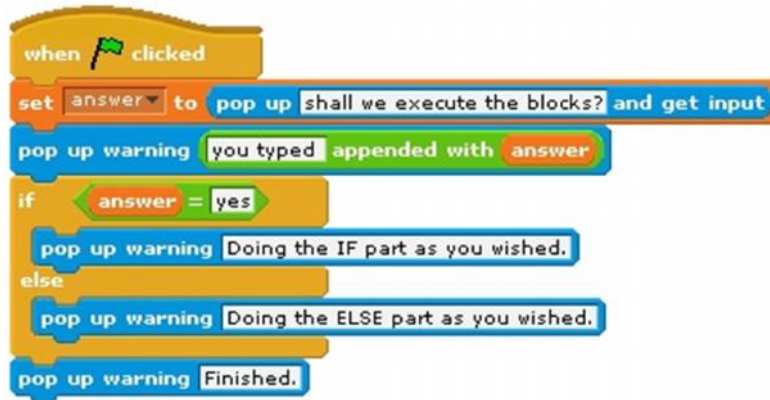 when clicked
set answer to pop up shall we execute the blocks? and get input
pop up warning you typed appended with answer
if answer = yes
pop up warning Doing the IF part as you wished.
else
pop up warning Doing the ELSE part as you wished.
pop up warning Finished.